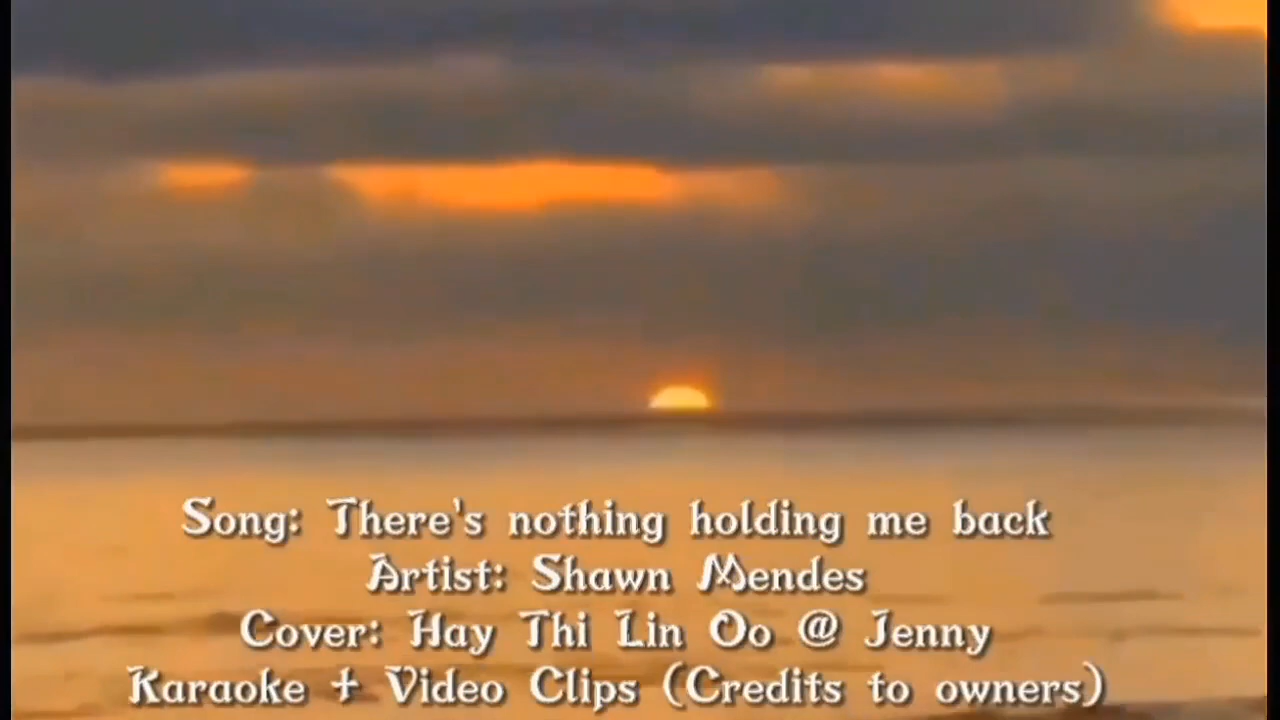 Song: There's nothing holding me back
Artist: Shawn Mendes
Cover: Hay Thi Lin Oo @ Jenny
Karaoke + Video Clips (Credits to owners)